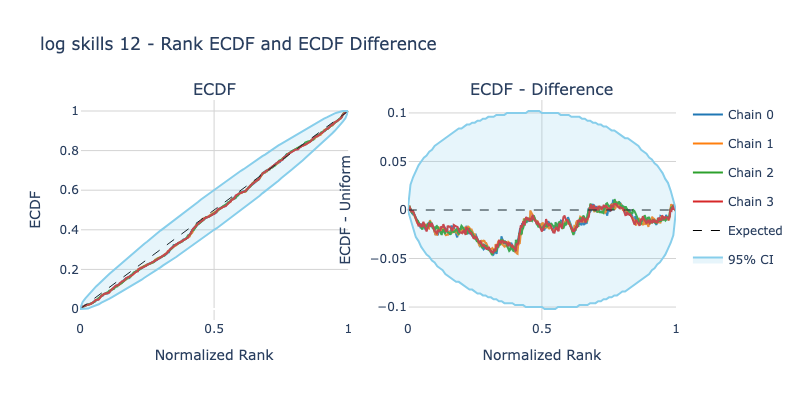 log skills 12 - Rank ECDF and ECDF Difference
ECDF
ECDF
1
0.8
0.6
0.4
0.2
0
0
0.5
1
Normalized Rank
ECDF - Difference
ECDF - Uniform
0.1
0.05
0
−0.05
−0.1
0
0.5
1
Normalized Rank
Chain 0
Chain 1
Chain 2
Chain 3
Expected
95% CI